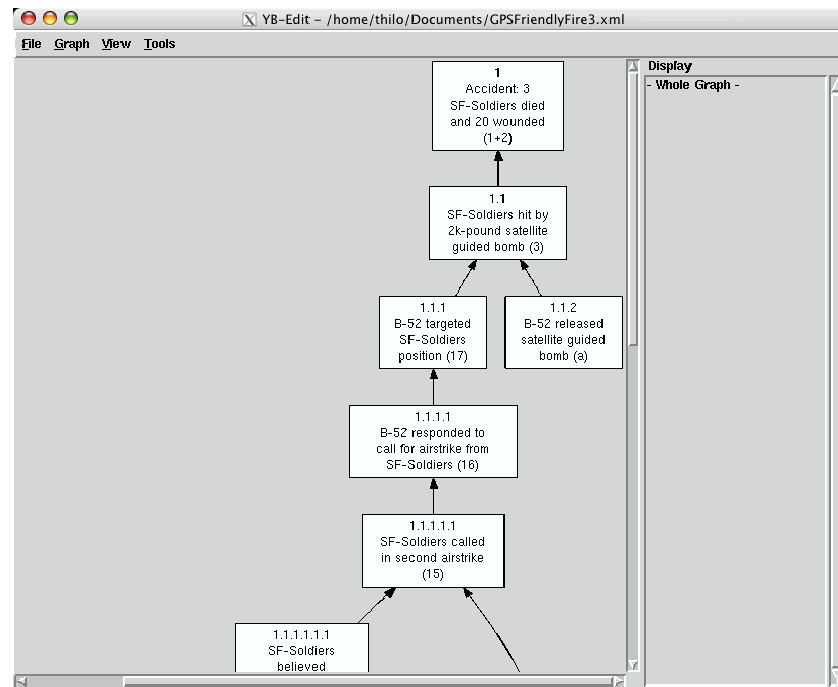 YB-Edit - /home/thilo/Documents/GPSFriendlyFire3.xml
File Graph View Tools
Display
- Whole Graph -
1
Accident: 3
SF-Soldiers died
and 20 wounded
(1+2)
1.1
SF-Soldiers hit by
2k-pound satellite
guided bomb (3)
1.1.1
B-52 targeted
SF-Soldiers
position (17)
1.1.2
B-52 released
satellite guided
bomb (a)
1.1.1.1
B-52 responded to
call for airstrike from
SF-Soldiers (16)
1.1.1.1.1
SF-Soldiers called
in second airstrike
(15)
1.1.1.1.1.1
SF-Soldiers
believed